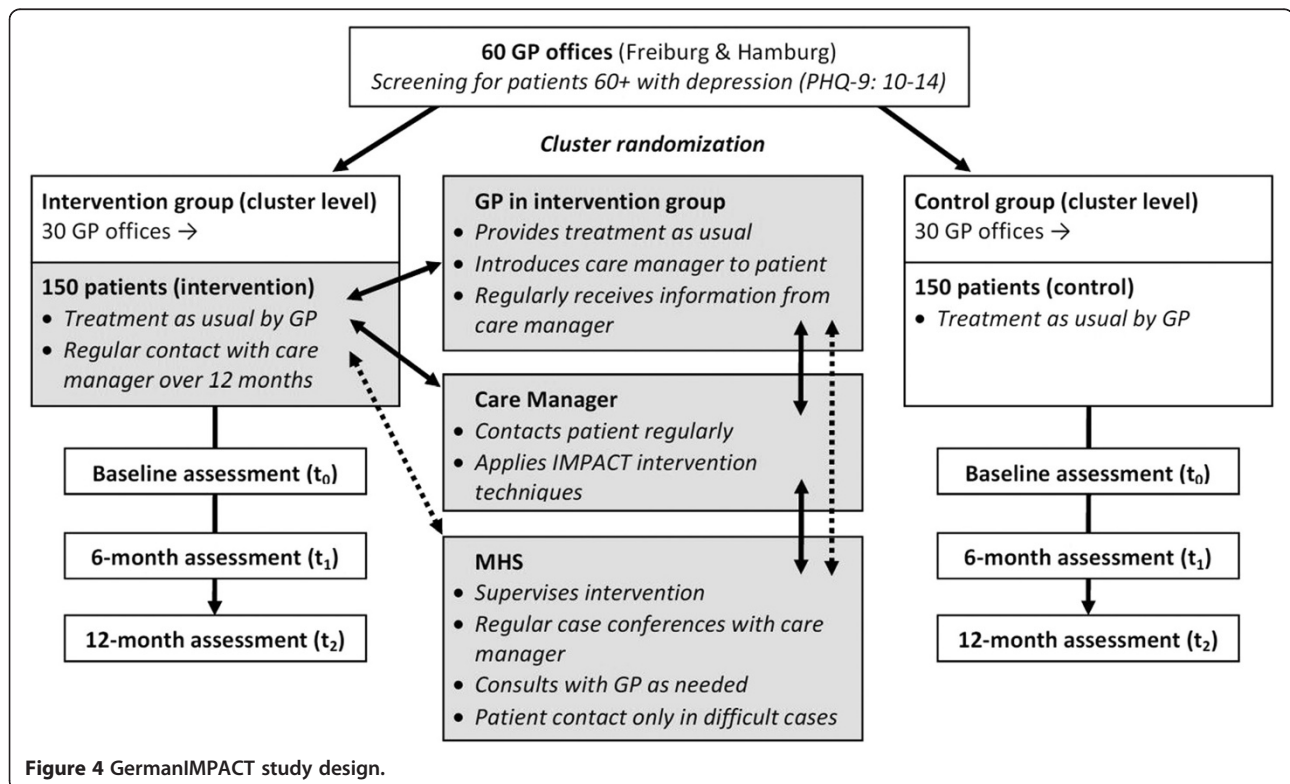 60 GP offices (Freiburg & Hamburg)
Screening for patients 60+ with depression (PHQ-9: 10-14)
Cluster randomization
Intervention group (cluster level)
30 GP offices →
150 patients (intervention)
• Treatment as usual by GP
• Regular contact with care
manager over 12 months
Baseline assessment (t₀)
6-month assessment (t₁)
12-month assessment (t₂)
GP in intervention group
• Provides treatment as usual
• Introduces care manager to patient
• Regularly receives information from
care manager
Care Manager
• Contacts patient regularly
• Applies IMPACT intervention
techniques
MHS
• Supervises intervention
• Regular case conferences with care
manager
• Consults with GP as needed
• Patient contact only in difficult cases
Control group (cluster level)
30 GP offices →
150 patients (control)
• Treatment as usual by GP
Baseline assessment (t₀)
6-month assessment (t₁)
12-month assessment (t₂)
Figure 4 GermanIMPACT study design.